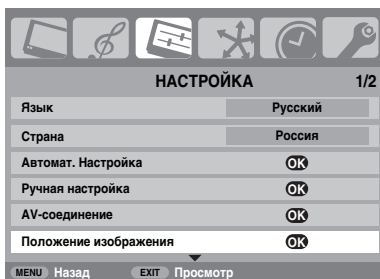 НАСТРОЙКА 1/2
Язык Русский
Страна Россия
Автомат. Настройка OK
Ручная настройка OK
AV-соединение OK
Положение изображения OK
MENU Назад EXIT Просмотр